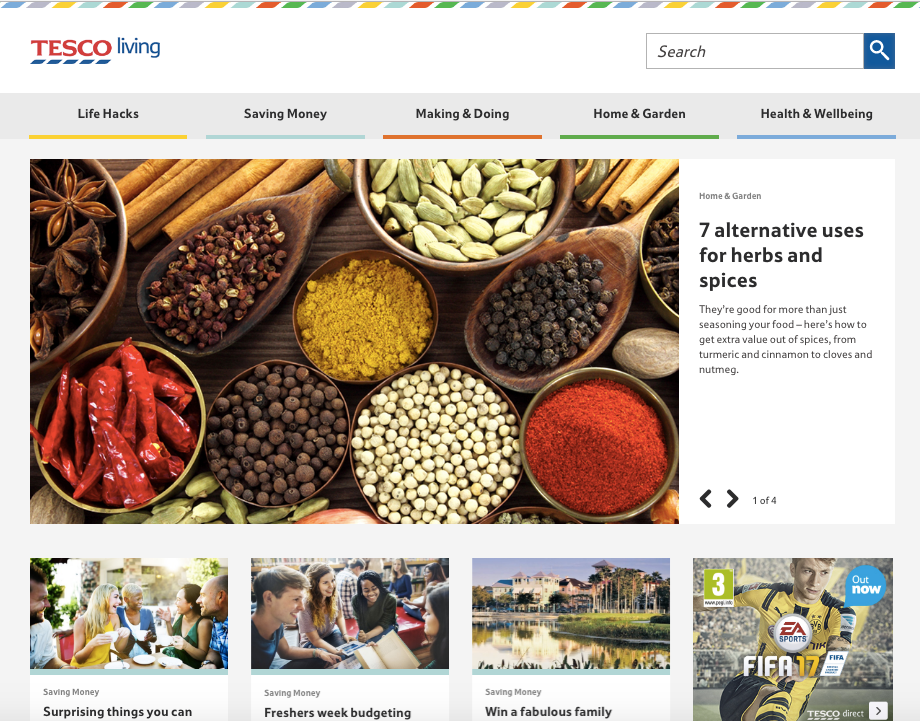 TESCO living
Search
Life Hacks
Saving Money
Making & Doing
Home & Garden
Health & Wellbeing
Home & Garden
7 alternative uses
for herbs and
spices
They're good for more than just
seasoning your food – here's how to
get extra value out of spices, from
turmeric and cinnamon to cloves and
nutmeg.
1 of 4
Saving Money
Surprising things you can
Saving Money
Freshers week budgeting
Saving Money
Win a fabulous family
3
www.pegi.info
Out
now
EA
SPORTS
FIFA 17
FIFA
TESCO direct